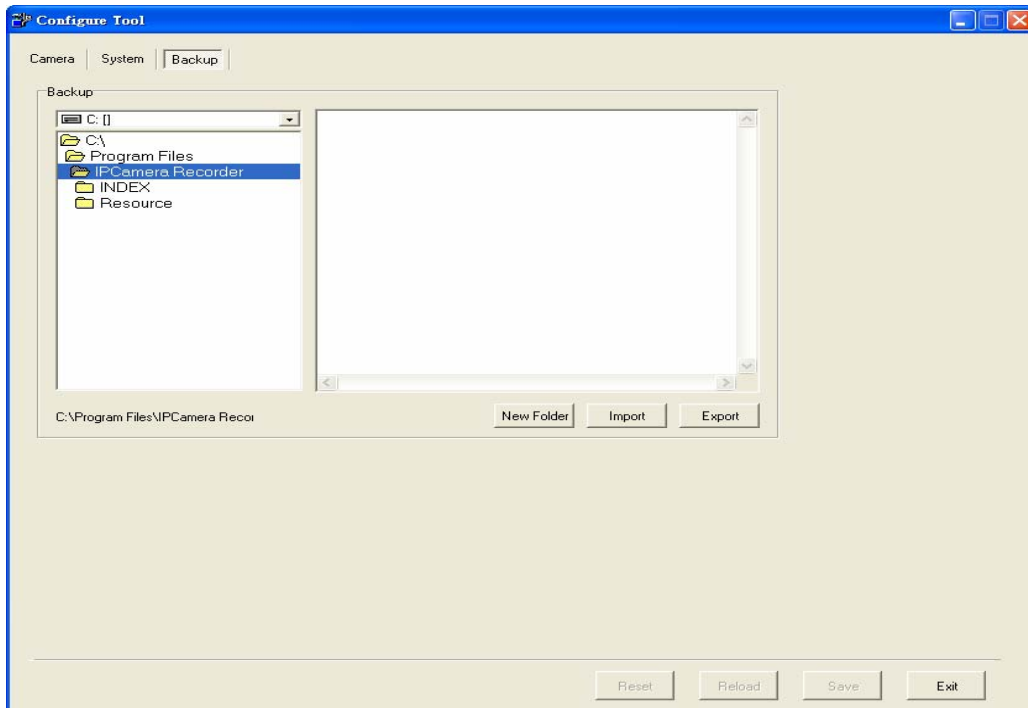 Configure Tool
Camera System Backup
Backup
C: []
C:\
Program Files
IPCamera Recorder
INDEX
Resource
C:\Program Files\IPCamera Recor
New Folder Import Export
Reset Reload Save Exit